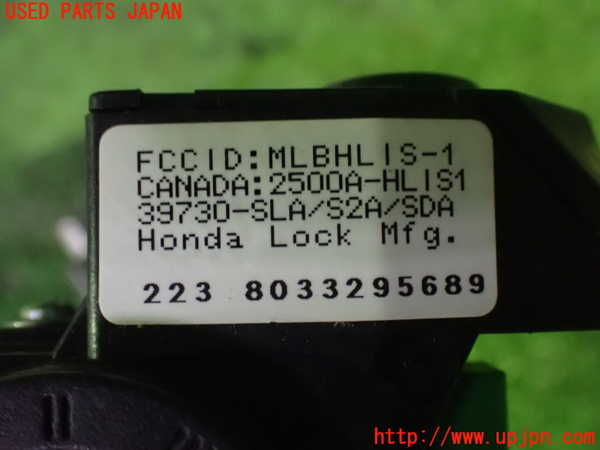 USED PARTS JAPAN
FCCID:MLBHLIS-1
CANADA:2500A-HLIS1
39730-SLA/S2A/SDA
Honda Lock Mfg.
223 8033295689
http://www.upjpn.com/